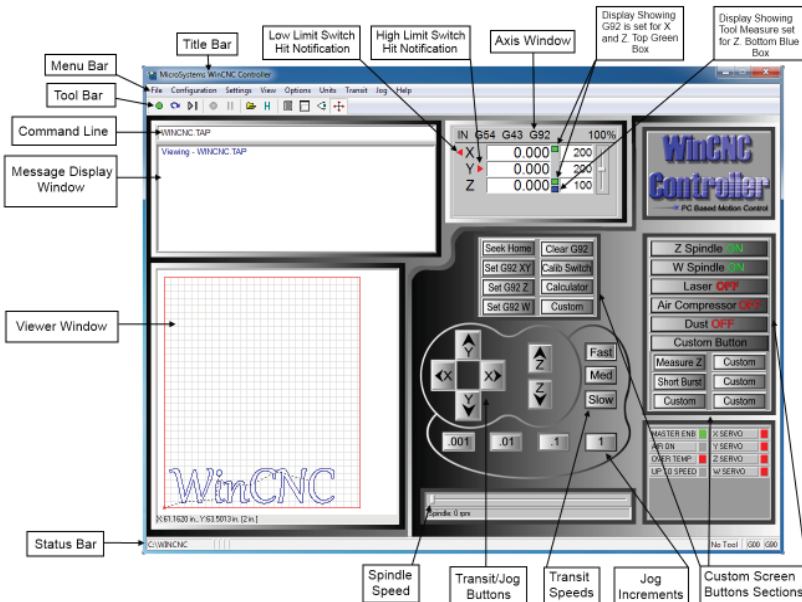 Title Bar
Low Limit Switch
Hit Notification
High Limit Switch
Hit Notification
Axis Window
Display Showing
G92 is set for X
and Z. Top Green
Box
Display Showing
Tool Measure set
for Z. Bottom Blue
Box
Menu Bar
Tool Bar
Command Line
Message Display
Window
Viewer Window
Status Bar
MicroSystems WinCNC Controller
File Configuration Settings View Options Units Transit Jog Help
WINCNC.TAP
Viewing - WINCNC.TAP
IN G54 G43 G92 100%
X 0.000 200
Y 0.000 200
Z 0.000 100
WinCNC
Controller
PC Based Motion Control
Seek Home Clear G92
Set G92 XY Calib Switch
Set G92 Z Calculator
Set G92 W Custom
Z Spindle ON
W Spindle ON
Laser OFF
Air Compressor OFF
Dust OFF
Custom Button
Measure Z Custom
Short Burst Custom
Custom Custom
Y
X X
Y
Z
Z
Fast
Med
Slow
.001 .01 .1 1
MASTER ENB X SERVO
AIR ON Y SERVO
OVER TEMP Z SERVO
UP TO SPEED W SERVO
WinCNC
X:61.1620 in., Y:63.5013 in. [2 in.]
Spindle: 0 rpm
C:\WINCNC
No Tool G00 G90
Spindle
Speed
Transit/Jog
Buttons
Transit
Speeds
Jog
Increments
Custom Screen
Buttons Sections